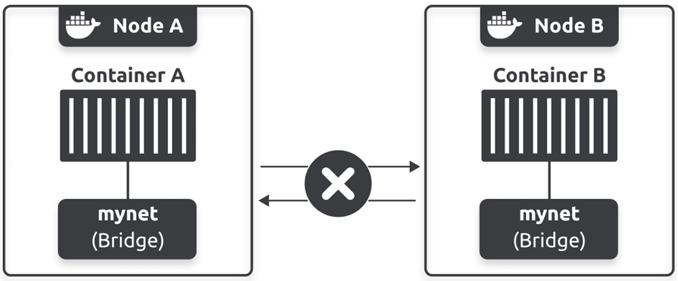 Node A
Node B
Container A
Container B
mynet
(Bridge)
mynet
(Bridge)